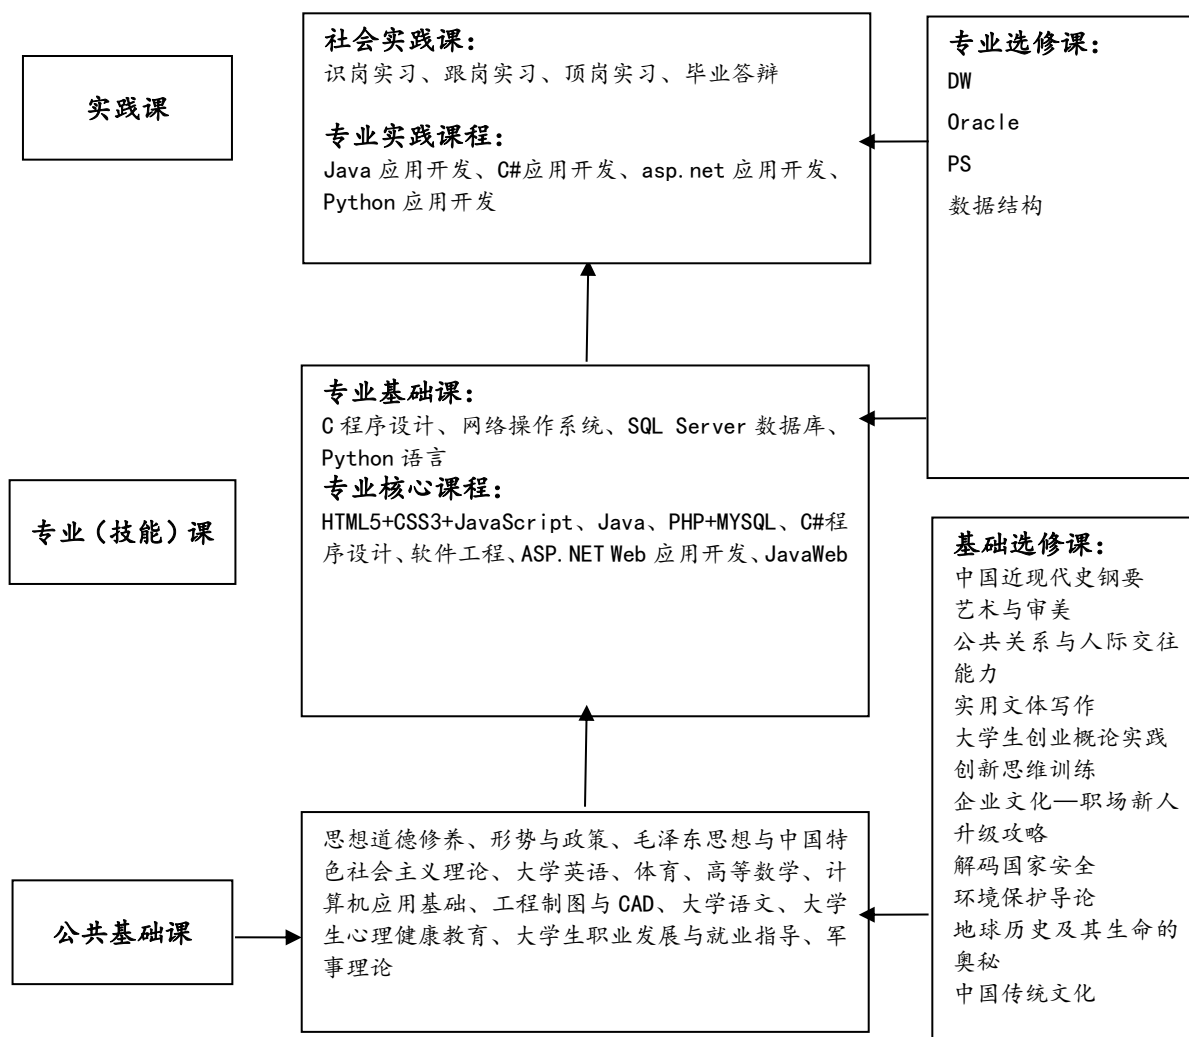 实践课
社会实践课：
识岗实习、跟岗实习、顶岗实习、毕业答辩
专业实践课程：
Java 应用开发、C#应用开发、asp.net 应用开发、
Python 应用开发
专业选修课：
DW
Oracle
PS
数据结构
专业（技能）课
专业基础课：
C 程序设计、网络操作系统、SQL Server 数据库、
Python 语言
专业核心课程：
HTML5+CSS3+JavaScript、Java、PHP+MYSQL、C#程
序设计、软件工程、ASP.NET Web 应用开发、JavaWeb
基础选修课：
中国近现代史钢要
艺术与审美
公共关系与人际交往
能力
实用文体写作
大学生创业概论实践
创新思维训练
企业文化—职场新人
升级攻略
解码国家安全
环境保护导论
地球历史及其生命的
奥秘
中国传统文化
公共基础课
思想道德修养、形势与政策、毛泽东思想与中国特
色社会主义理论、大学英语、体育、高等数学、计
算机应用基础、工程制图与 CAD、大学语文、大学
生心理健康教育、大学生职业发展与就业指导、军
事理论